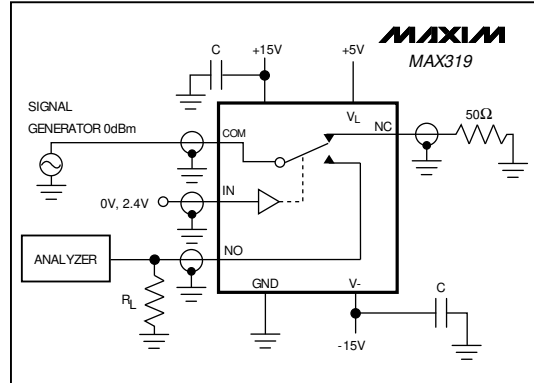 C
+15V
+5V
MAXIM
MAX319
SIGNAL
GENERATOR 0dBm
COM
VL
NC
50Ω
0V, 2.4V
IN
ANALYZER
NO
RL
GND
V-
C
-15V